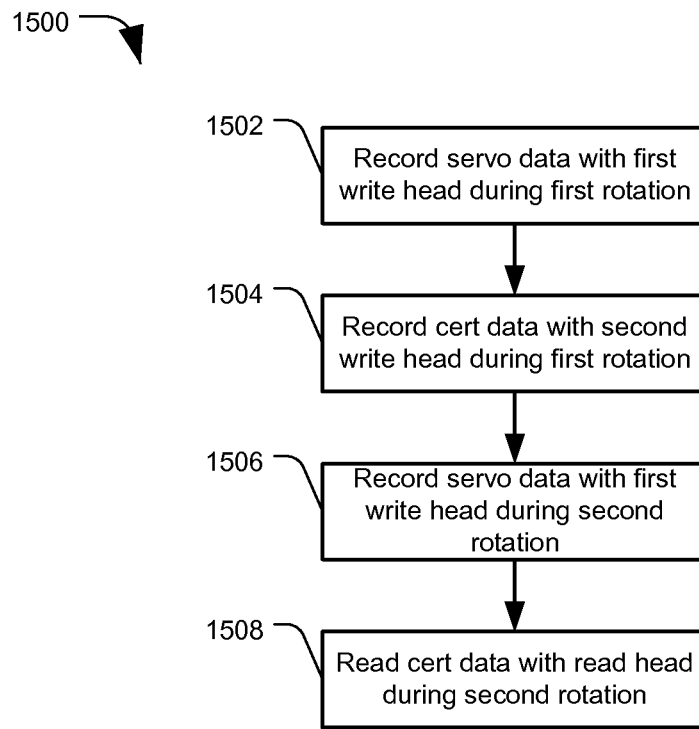 1500
1502
Record servo data with first
write head during first rotation
1504
Record cert data with second
write head during first rotation
1506
Record servo data with first
write head during second
rotation
1508
Read cert data with read head
during second rotation